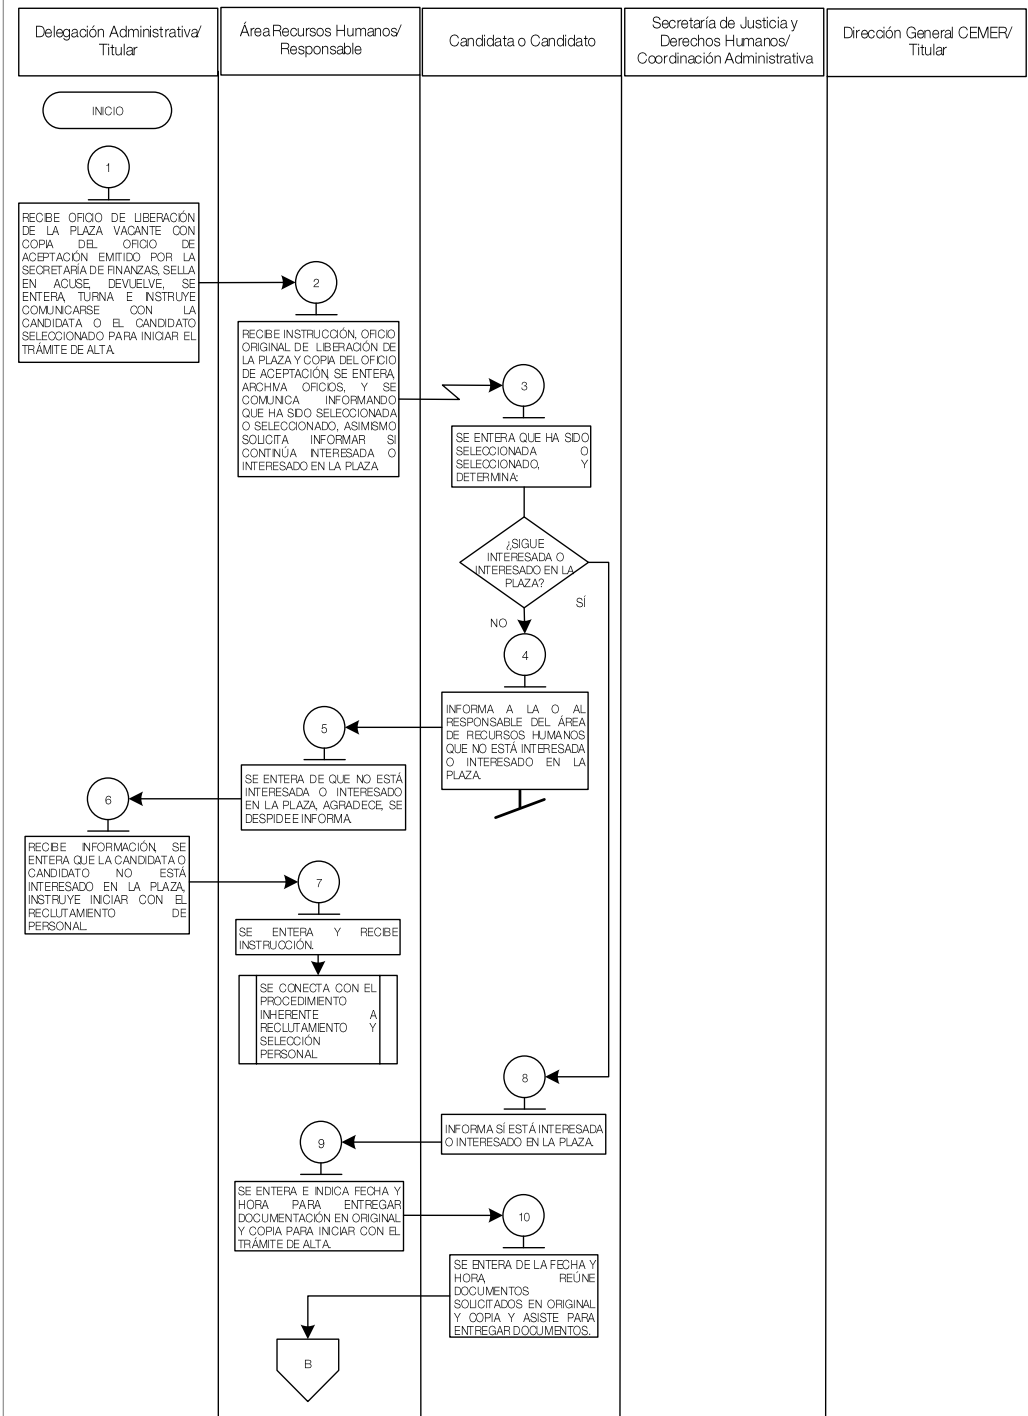 Delegación Administrativa/
Titular
Área Recursos Humanos/
Responsable
Candidata o Candidato
Secretaría de Justicia y
Derechos Humanos/
Coordinación Administrativa
Dirección General CEMER/
Titular
INICIO
1
RECIBE OFICIO DE LIBERACIÓN
DE LA PLAZA VACANTE CON
COPIA DEL OFICIO DE
ACEPTACIÓN EMITIDO POR LA
SECRETARÍA DE FINANZAS, SELLA
EN ACUSE, DEVUELVE, SE
ENTERA, TURNA E INSTRUYE
COMUNICARSE CON LA
CANDIDATA O EL CANDIDATO
SELECCIONADO PARA INICIAR EL
TRÁMITE DE ALTA.
2
RECIBE INSTRUCCIÓN, OFICIO
ORIGINAL DE LIBERACIÓN DE
LA PLAZA Y COPIA DEL OFICIO
DE ACEPTACIÓN, SE ENTERA,
ARCHIVA OFICIOS, Y SE
COMUNICA INFORMANDO
QUE HA SIDO SELECCIONADA
O SELECCIONADO, ASIMISMO
SOLICITA INFORMAR SI
CONTINÚA INTERESADA O
INTERESADO EN LA PLAZA
3
SE ENTERA QUE HA SIDO
SELECCIONADA O
SELECCIONADO, Y
DETERMINA:
¿SIGUE
INTERESADA O
INTERESADO EN LA
PLAZA?
SÍ
NO
4
INFORMA A LA O AL
RESPONSABLE DEL ÁREA
DE RECURSOS HUMANOS
QUE NO ESTÁ INTERESADA
O INTERESADO EN LA
PLAZA.
5
SE ENTERA DE QUE NO ESTÁ
INTERESADA O INTERESADO
EN LA PLAZA, AGRADECE, SE
DESPIDE E INFORMA.
6
RECIBE INFORMACIÓN, SE
ENTERA QUE LA CANDIDATA O
CANDIDATO NO ESTÁ
INTERESADO EN LA PLAZA,
INSTRUYE INICIAR CON EL
RECLUTAMIENTO DE
PERSONAL.
7
SE ENTERA Y RECIBE
INSTRUCCIÓN.
SE CONECTA CON EL
PROCEDIMIENTO
INHERENTE A
RECLUTAMIENTO Y
SELECCIÓN
PERSONAL
8
INFORMA SÍ ESTÁ INTERESADA
O INTERESADO EN LA PLAZA.
9
SE ENTERA E INDICA FECHA Y
HORA PARA ENTREGAR
DOCUMENTACIÓN EN ORIGINAL
Y COPIA PARA INICIAR CON EL
TRÁMITE DE ALTA.
10
SE ENTERA DE LA FECHA Y
HORA, REÚNE
DOCUMENTOS
SOLICITADOS EN ORIGINAL
Y COPIA Y ASISTE PARA
ENTREGAR DOCUMENTOS.
B